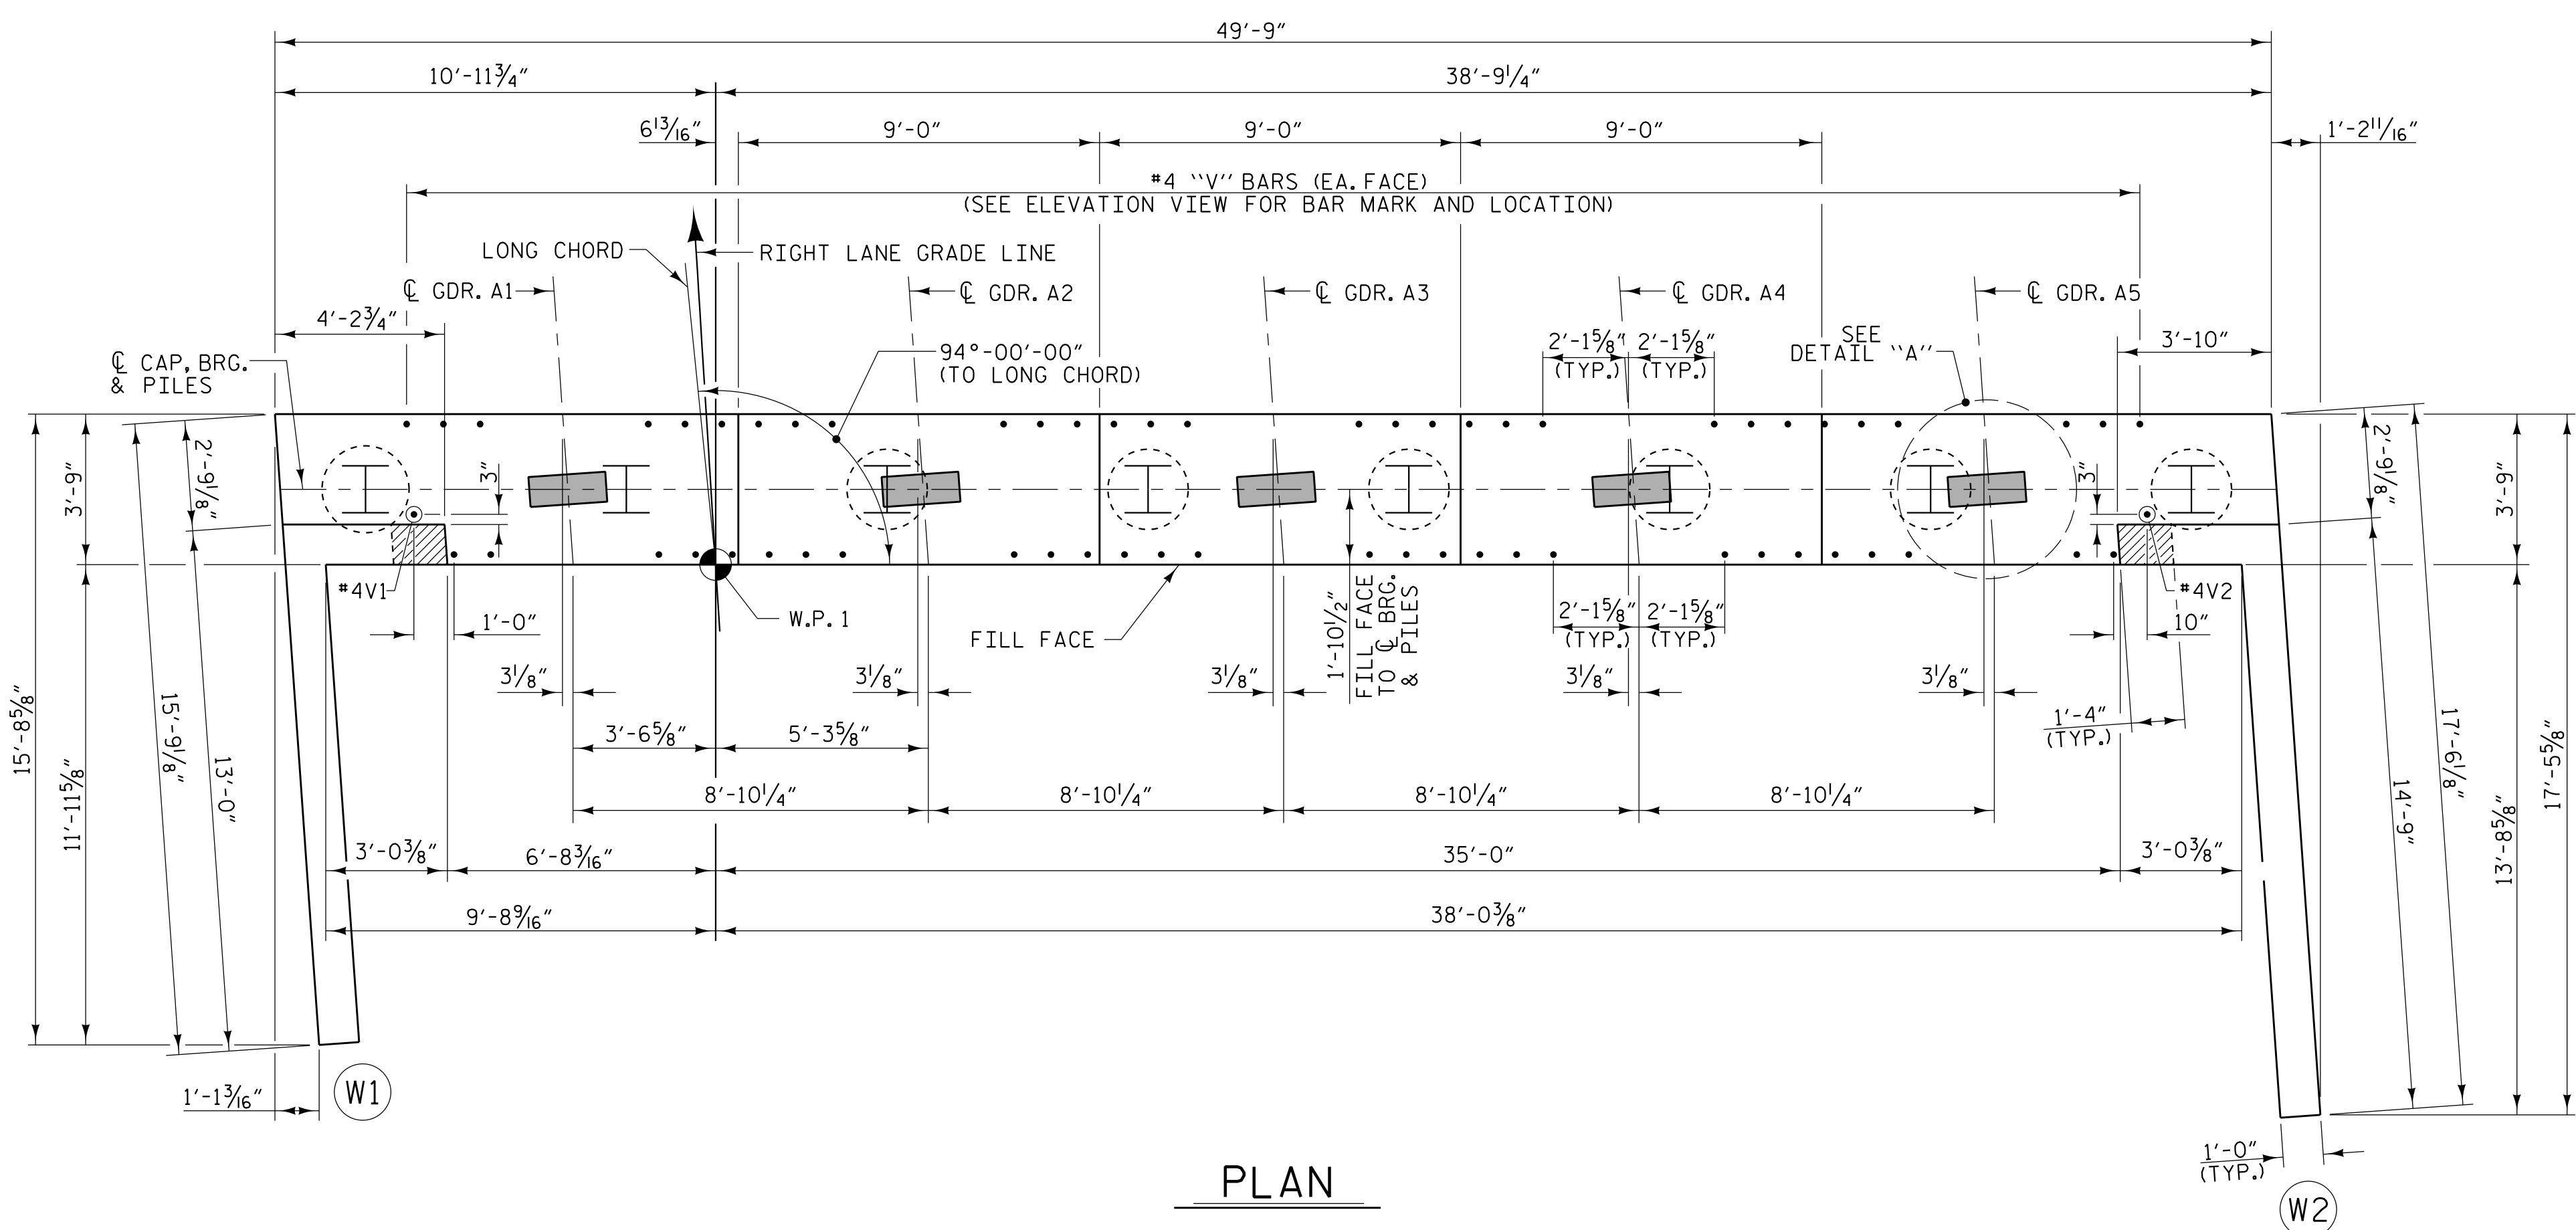 49'-9"
10'-11¾"
38'-9¼"
6¹³⁄₁₆"
9'-0"
9'-0"
9'-0"
1'-2¹¹⁄₁₆"
#4 "V" BARS (EA. FACE)
(SEE ELEVATION VIEW FOR BAR MARK AND LOCATION)
LONG CHORD
RIGHT LANE GRADE LINE
℄ GDR. A1
℄ GDR. A2
℄ GDR. A3
℄ GDR. A4
℄ GDR. A5
4'-2¾"
℄ CAP, BRG.
& PILES
94°-00'-00"
(TO LONG CHORD)
2'-1⅝"
(TYP.)
2'-1⅝"
(TYP.)
SEE
DETAIL "A"
3'-10"
3'-9"
2'-9⅛"
3"
3"
2'-9⅛"
3'-9"
#4V1
1'-0"
W.P. 1
FILL FACE
1'-10½"
FILL FACE
TO ℄ BRG.
& PILES
2'-1⅝"
(TYP.)
2'-1⅝"
(TYP.)
#4V2
10"
3⅛"
3⅛"
3⅛"
3⅛"
3⅛"
1'-4"
(TYP.)
15'-8⅝"
11'-11⅝"
15'-9⅛"
13'-0"
3'-6⅝"
5'-3⅝"
8'-10¼"
8'-10¼"
8'-10¼"
8'-10¼"
14'-9"
17'-6⅛"
13'-8⅝"
17'-5⅝"
3'-0⅜"
6'-8³⁄₁₆"
35'-0"
3'-0⅜"
9'-8⁹⁄₁₆"
38'-0⅜"
1'-1³⁄₁₆"
W1
1'-0"
(TYP.)
W2
PLAN